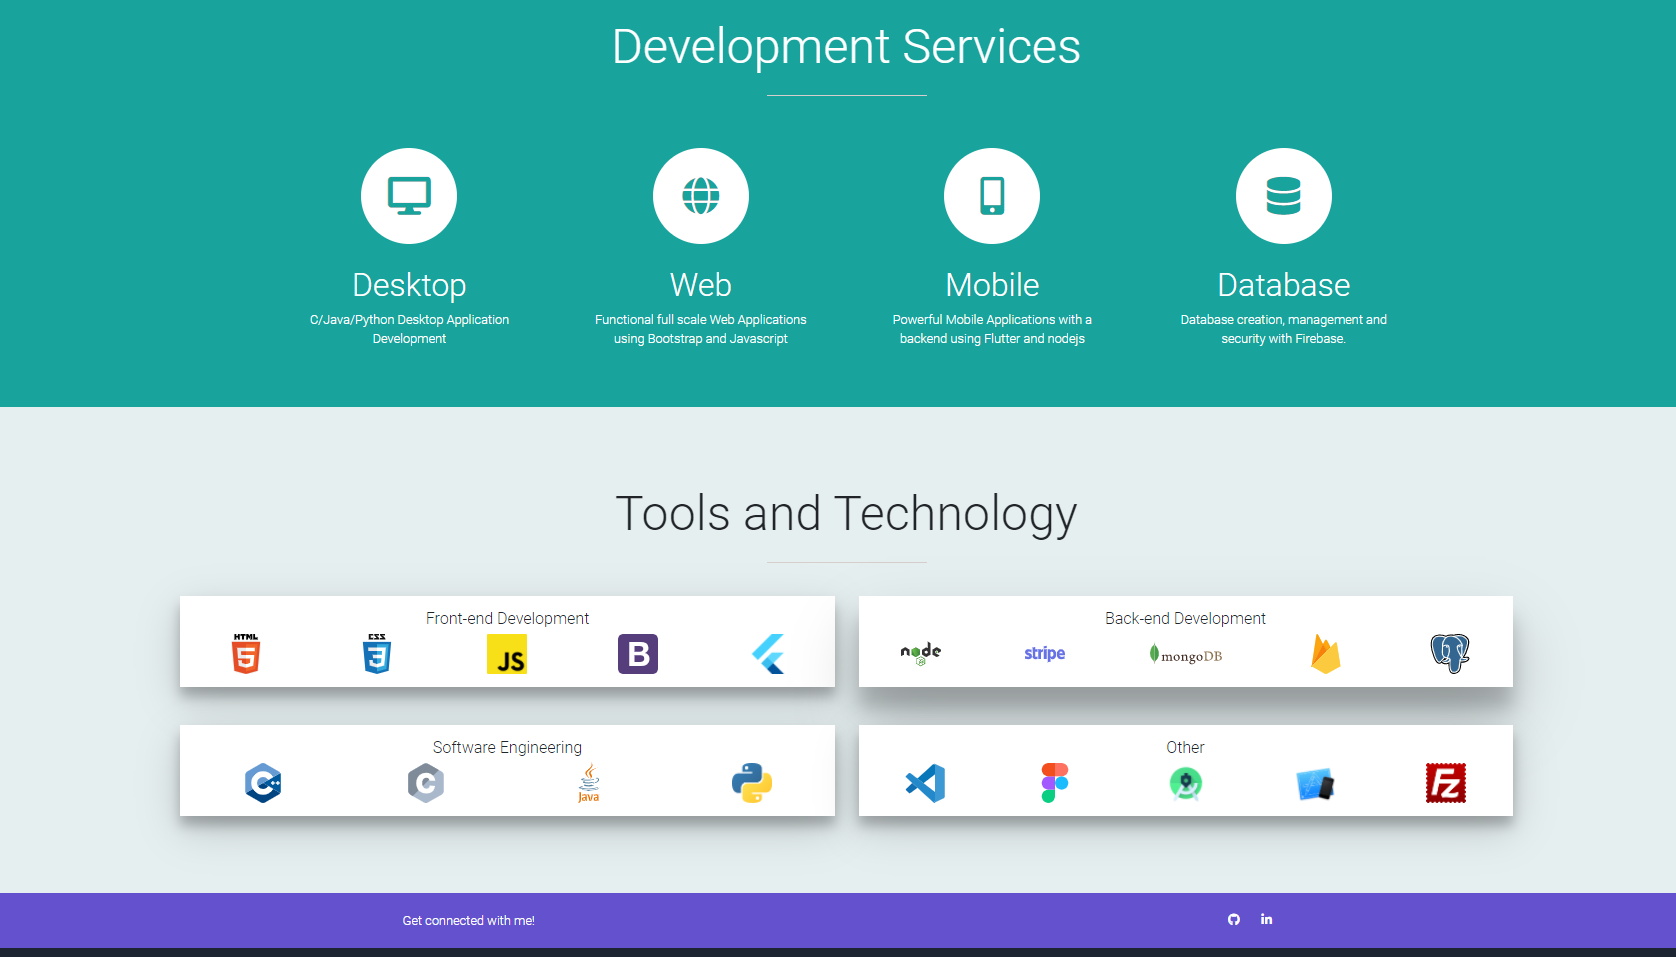 Development Services
Desktop
C/Java/Python Desktop Application
Development
Web
Functional full scale Web Applications
using Bootstrap and Javascript
Mobile
Powerful Mobile Applications with a
backend using Flutter and nodejs
Database
Database creation, management and
security with Firebase.
Tools and Technology
Front-end Development
HTML
5
CSS
3
JS
B
Back-end Development
node
JS
stripe
mongoDB
Software Engineering
C++
C
Java
Other
Fz
Get connected with me!
in